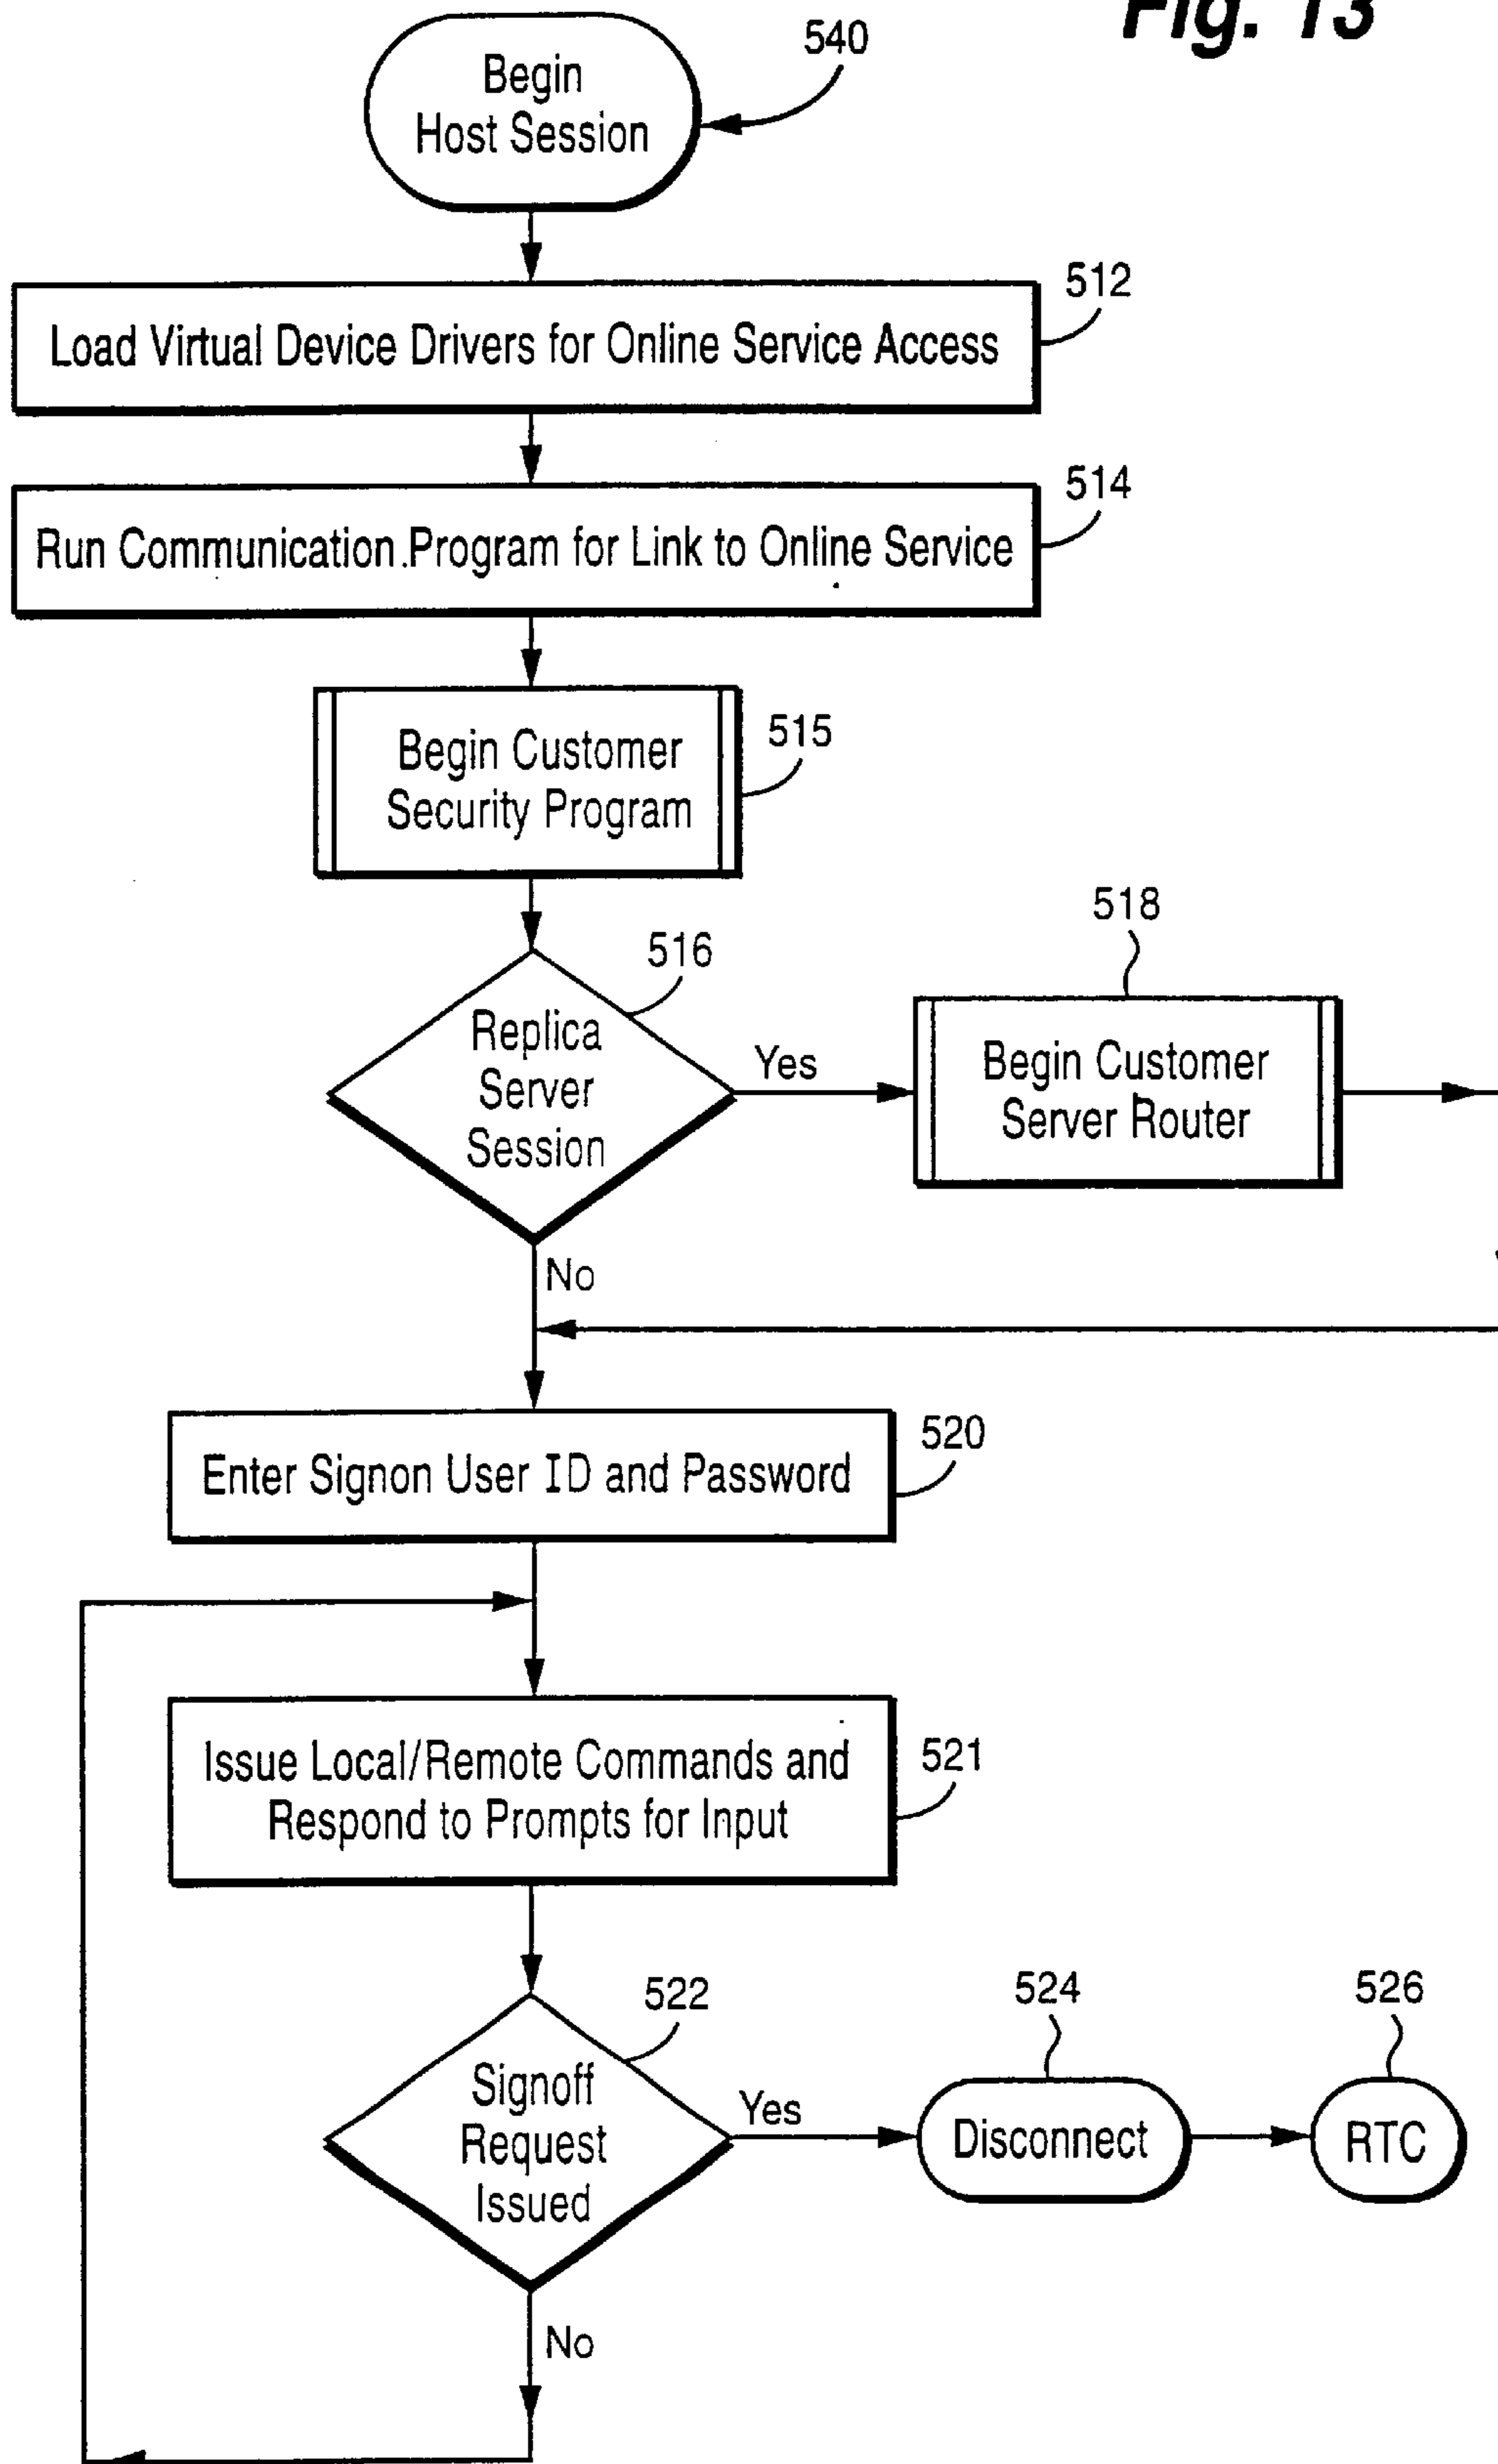 Fig. 13
540
Begin
Host Session
512
Load Virtual Device Drivers for Online Service Access
514
Run Communication Program for Link to Online Service
515
Begin Customer
Security Program
516
Replica
Server
Session
Yes
518
Begin Customer
Server Router
No
520
Enter Signon User ID and Password
521
Issue Local/Remote Commands and
Respond to Prompts for Input
522
Signoff
Request
Issued
Yes
524
Disconnect
526
RTC
No